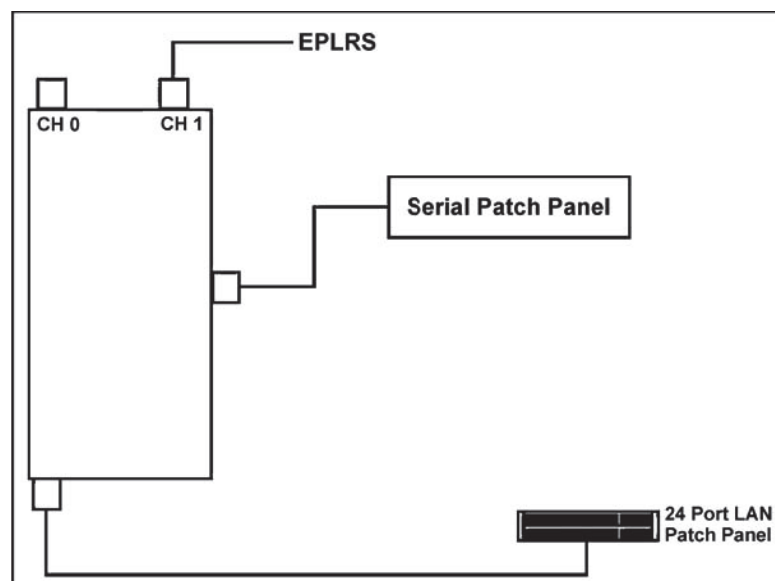 EPLRS
CH 0
CH 1
Serial Patch Panel
24 Port LAN
Patch Panel